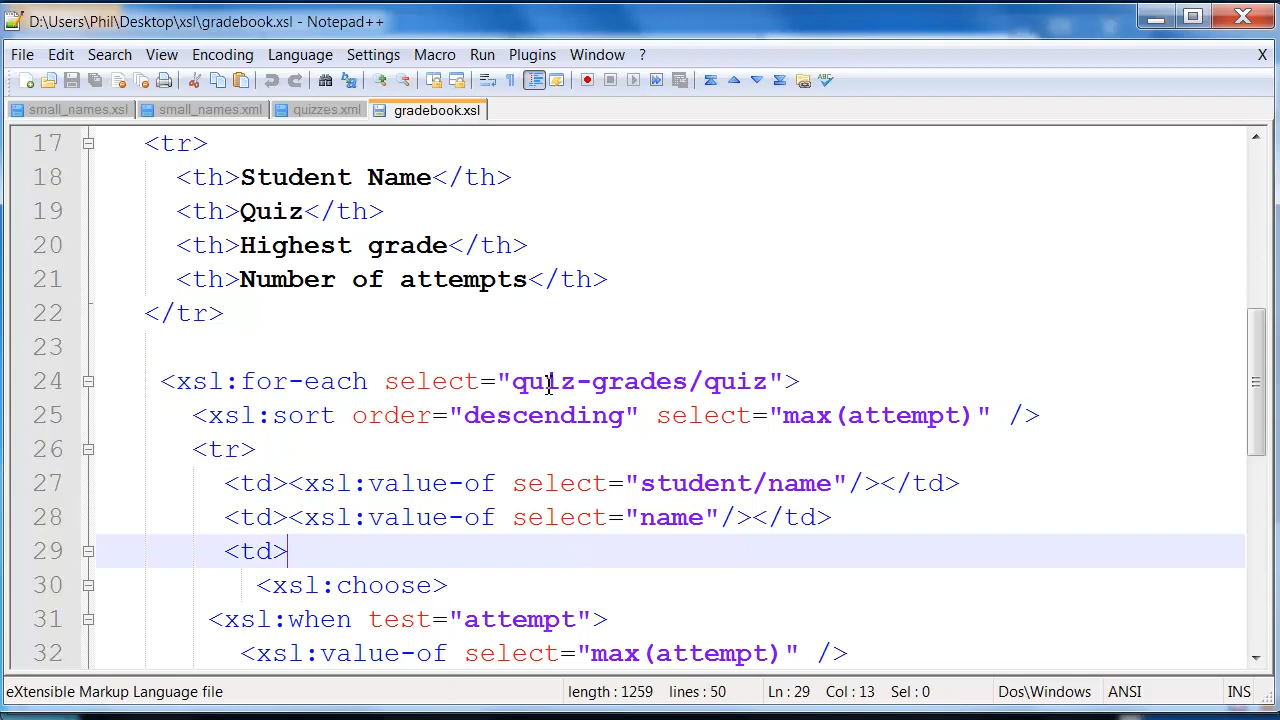 D:\Users\Phil\Desktop\xsl\gradebook.xsl - Notepad++
File Edit Search View Encoding Language Settings Macro Run Plugins Window ? X
small_names.xsl small_names.xml quizzes.xml gradebook.xsl
17 <tr>
18 <th>Student Name</th>
19 <th>Quiz</th>
20 <th>Highest grade</th>
21 <th>Number of attempts</th>
22 </tr>
23
24 <xsl:for-each select="quiz-grades/quiz">
25 <xsl:sort order="descending" select="max(attempt)" />
26 <tr>
27 <td><xsl:value-of select="student/name"/></td>
28 <td><xsl:value-of select="name"/></td>
29 <td>
30 <xsl:choose>
31 <xsl:when test="attempt">
32 <xsl:value-of select="max(attempt)" />
eXtensible Markup Language file length : 1259 lines : 50 Ln : 29 Col : 13 Sel : 0 Dos\Windows ANSI INS